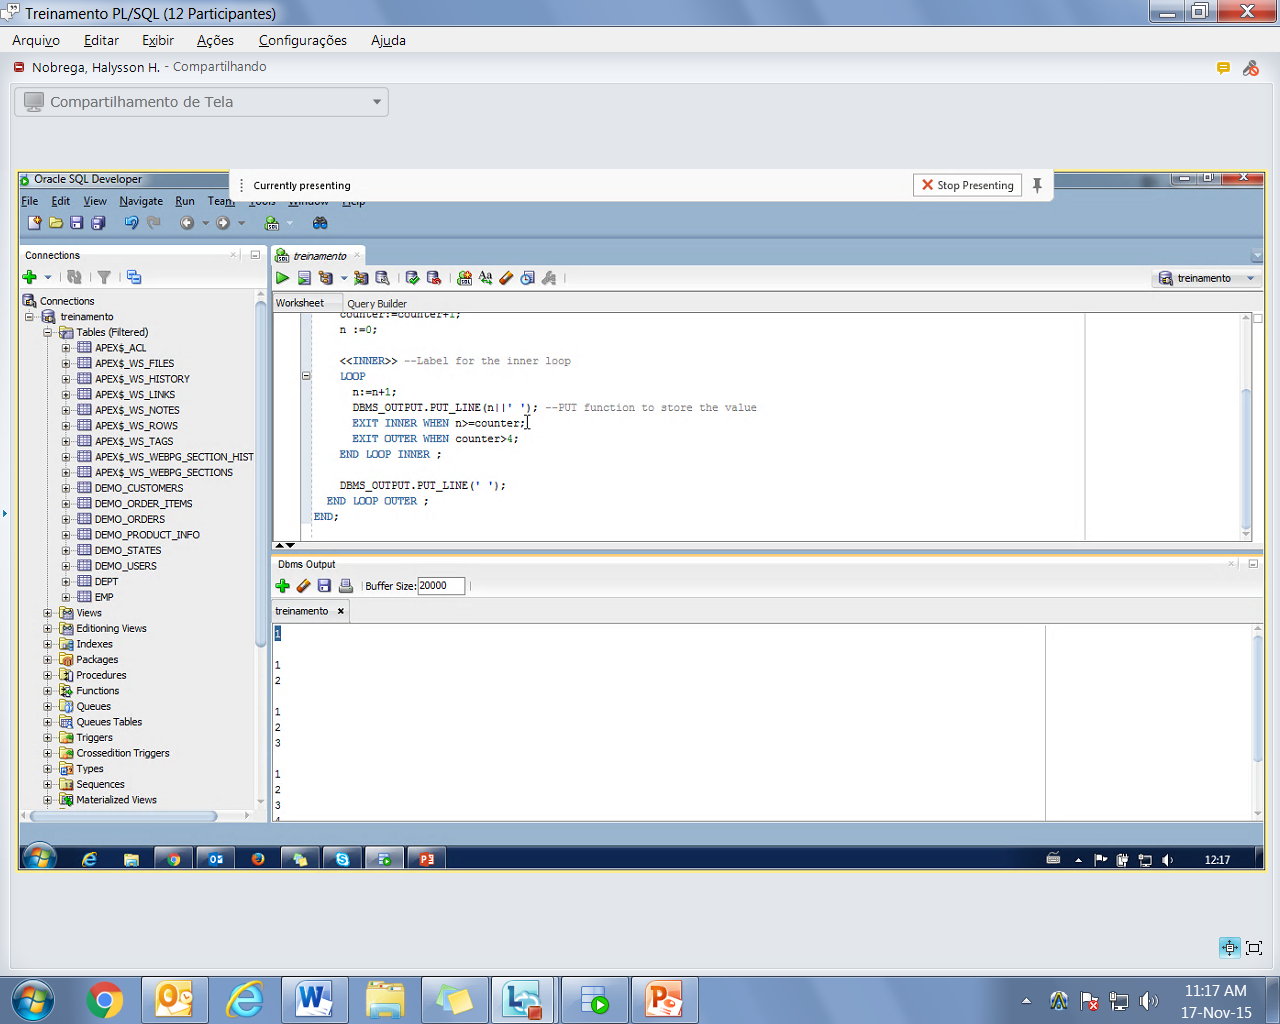 Treinamento PL/SQL (12 Participantes)
Arquivo Editar Exibir Ações Configurações Ajuda
Nobrega, Halysson H. - Compartilhando
Compartilhamento de Tela
Oracle SQL Developer
Currently presenting
Stop Presenting
File Edit View Navigate Run Team Tools Window Help
Connections
treinamento
treinamento
Worksheet Query Builder
Connections
treinamento
Tables (Filtered)
APEX$_ACL
APEX$_WS_FILES
APEX$_WS_HISTORY
APEX$_WS_LINKS
APEX$_WS_NOTES
APEX$_WS_ROWS
APEX$_WS_TAGS
APEX$_WS_WEBPG_SECTION_HIST
APEX$_WS_WEBPG_SECTIONS
DEMO_CUSTOMERS
DEMO_ORDER_ITEMS
DEMO_ORDERS
DEMO_PRODUCT_INFO
DEMO_STATES
DEMO_USERS
DEPT
EMP
Views
Editioning Views
Indexes
Packages
Procedures
Functions
Queues
Queues Tables
Triggers
Crossedition Triggers
Types
Sequences
Materialized Views
counter:=counter+1;
n :=0;
<<INNER>> --Label for the inner loop
LOOP
n:=n+1;
DBMS_OUTPUT.PUT_LINE(n||' '); --PUT function to store the value
EXIT INNER WHEN n>=counter;
EXIT OUTER WHEN counter>4;
END LOOP INNER ;
DBMS_OUTPUT.PUT_LINE(' ');
END LOOP OUTER ;
END;
Dbms Output
Buffer Size: 20000
treinamento
1
1
2
1
2
3
1
2
3
4
12:17
11:17 AM
17-Nov-15